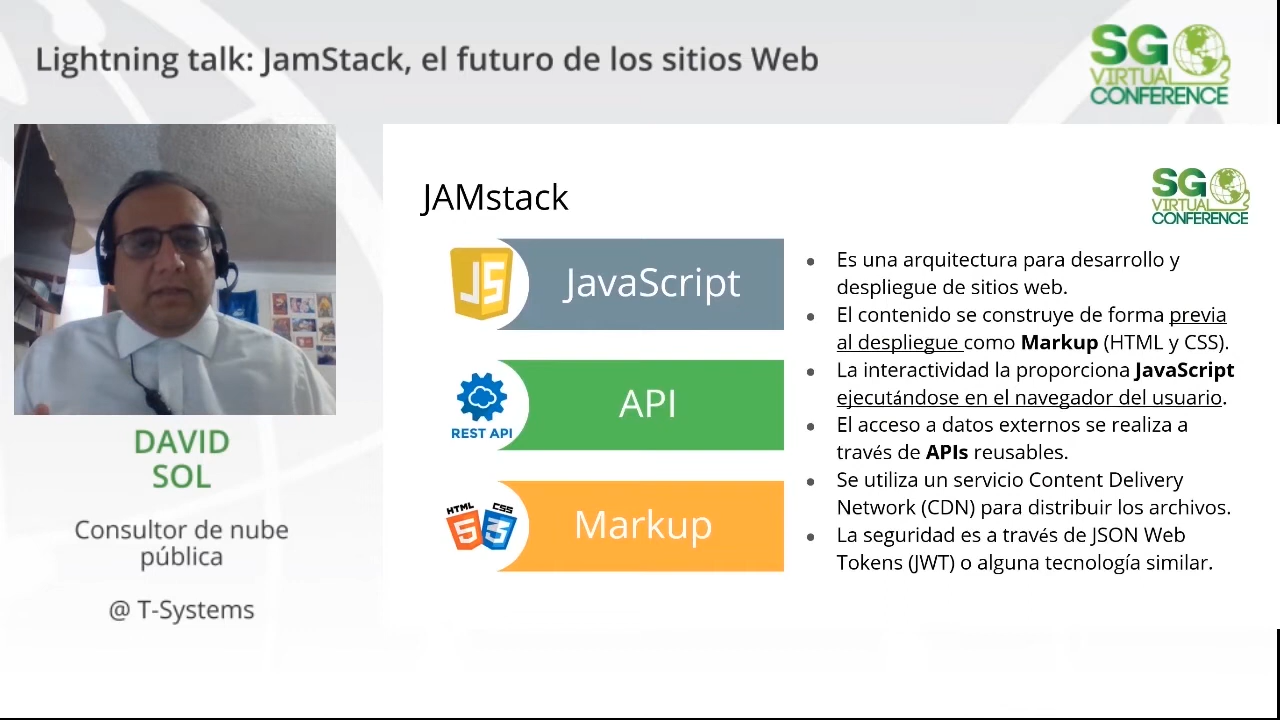 Lightning talk: JamStack, el futuro de los sitios Web
SG
VIRTUAL
CONFERENCE
DAVID
SOL
Consultor de nube
pública
@ T-Systems
JAMstack
SG
VIRTUAL
CONFERENCE
JS
JavaScript
REST API
API
HTML
CSS
5
3
Markup
• Es una arquitectura para desarrollo y
despliegue de sitios web.
• El contenido se construye de forma previa
al despliegue como Markup (HTML y CSS).
• La interactividad la proporciona JavaScript
ejecutándose en el navegador del usuario.
• El acceso a datos externos se realiza a
través de APIs reusables.
• Se utiliza un servicio Content Delivery
Network (CDN) para distribuir los archivos.
• La seguridad es a través de JSON Web
Tokens (JWT) o alguna tecnología similar.